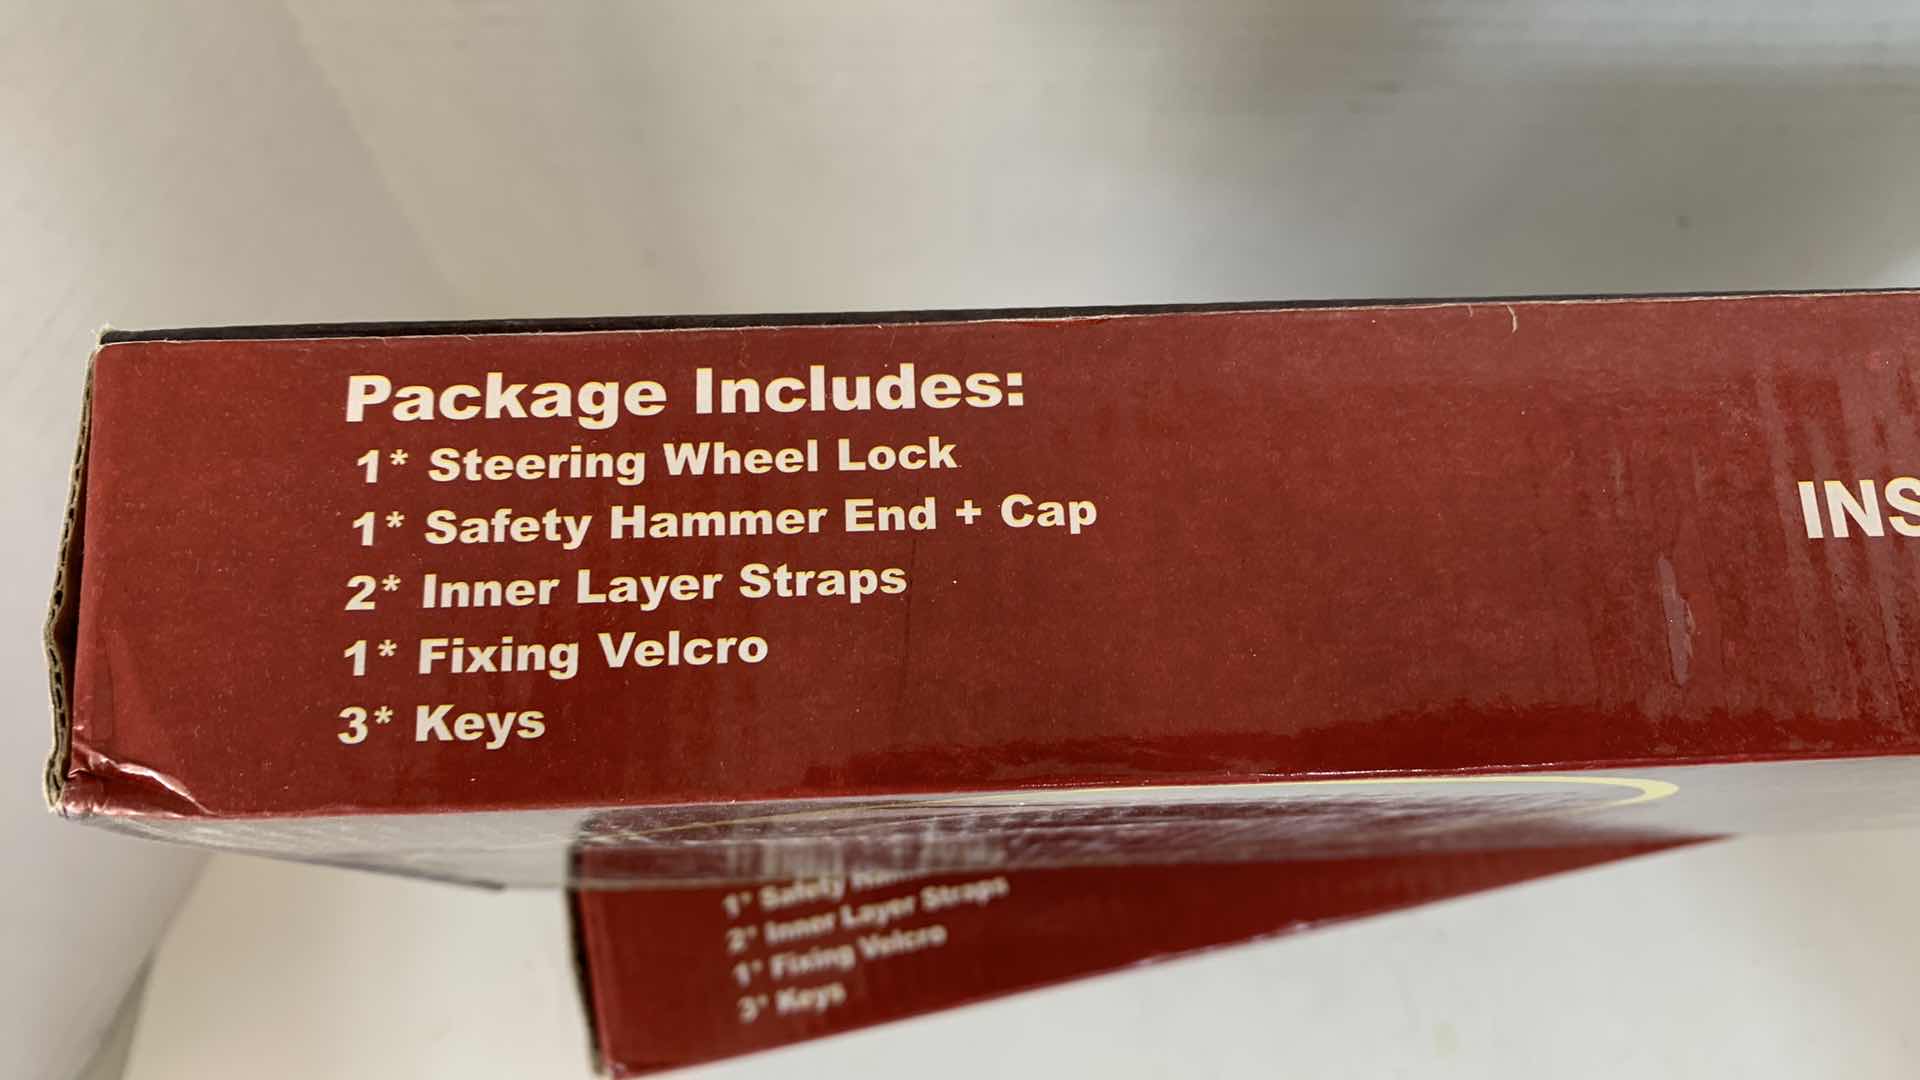 Package Includes:
1* Steering Wheel Lock
1* Safety Hammer End + Cap
2* Inner Layer Straps
1* Fixing Velcro
3* Keys
INS
1* Safety
2* Inner Layer Straps
1* Fixing Velcro
3* Keys